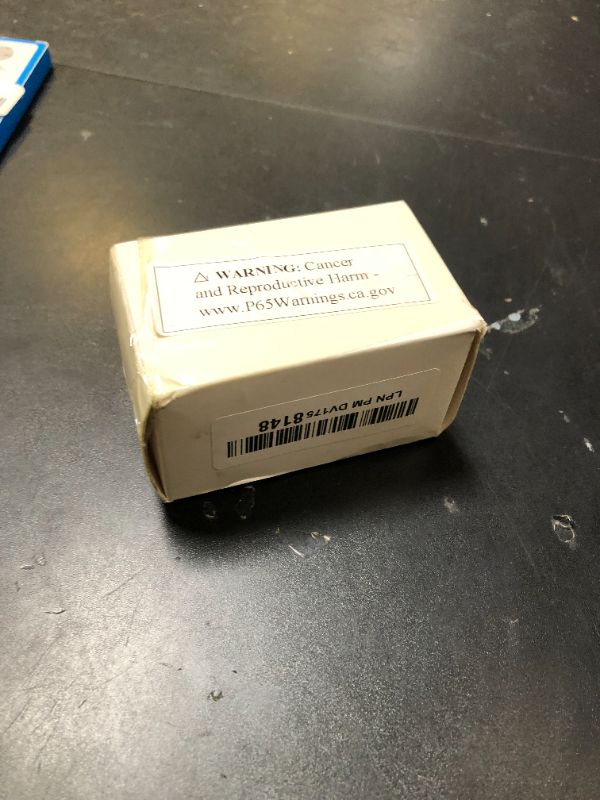 ⚠ WARNING: Cancer
and Reproductive Harm -
www.P65Warnings.ca.gov
LPN PM DV1758148